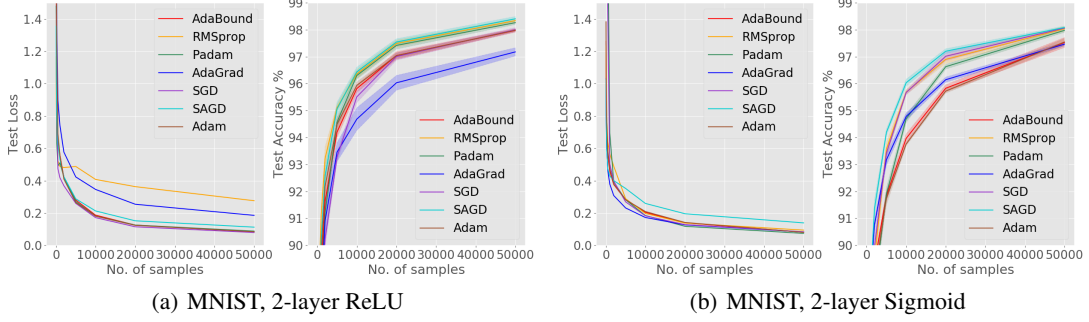 1.4
1.2
1.0
0.8
0.6
0.4
0.2
0.0
Test Loss
0 10000 20000 30000 40000 50000
No. of samples
AdaBound
RMSprop
Padam
AdaGrad
SGD
SAGD
Adam
99
98
97
96
95
94
93
92
91
90
Test Accuracy %
0 10000 20000 30000 40000 50000
No. of samples
AdaBound
RMSprop
Padam
AdaGrad
SGD
SAGD
Adam
(a) MNIST, 2-layer ReLU
1.4
1.2
1.0
0.8
0.6
0.4
0.2
0.0
Test Loss
0 10000 20000 30000 40000 50000
No. of samples
AdaBound
RMSprop
Padam
AdaGrad
SGD
SAGD
Adam
99
98
97
96
95
94
93
92
91
90
Test Accuracy %
0 10000 20000 30000 40000 50000
No. of samples
AdaBound
RMSprop
Padam
AdaGrad
SGD
SAGD
Adam
(b) MNIST, 2-layer Sigmoid